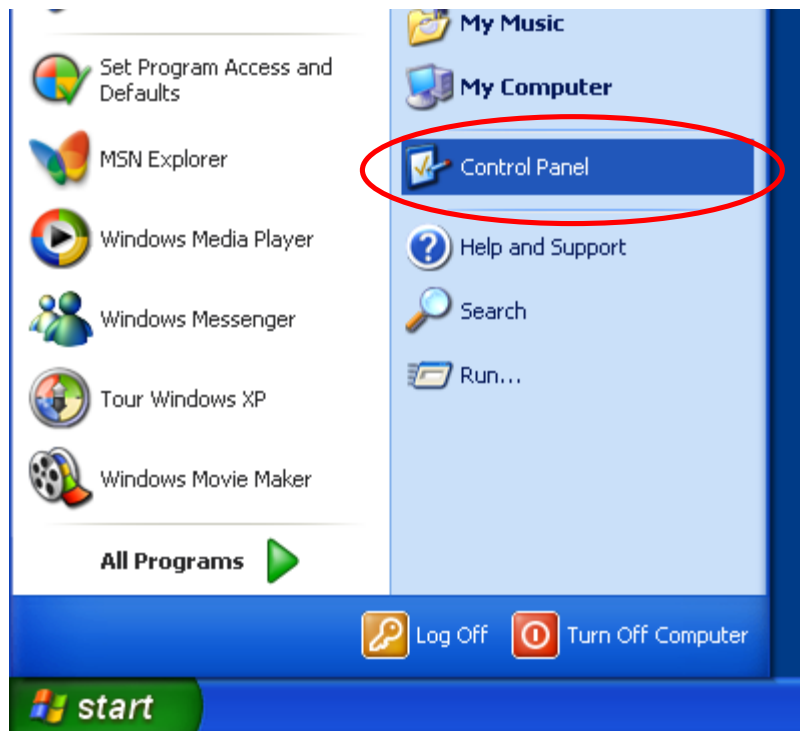 Set Program Access and
Defaults
MSN Explorer
Windows Media Player
Windows Messenger
Tour Windows XP
Windows Movie Maker
All Programs
My Music
My Computer
Control Panel
Help and Support
Search
Run...
Log Off
Turn Off Computer
start